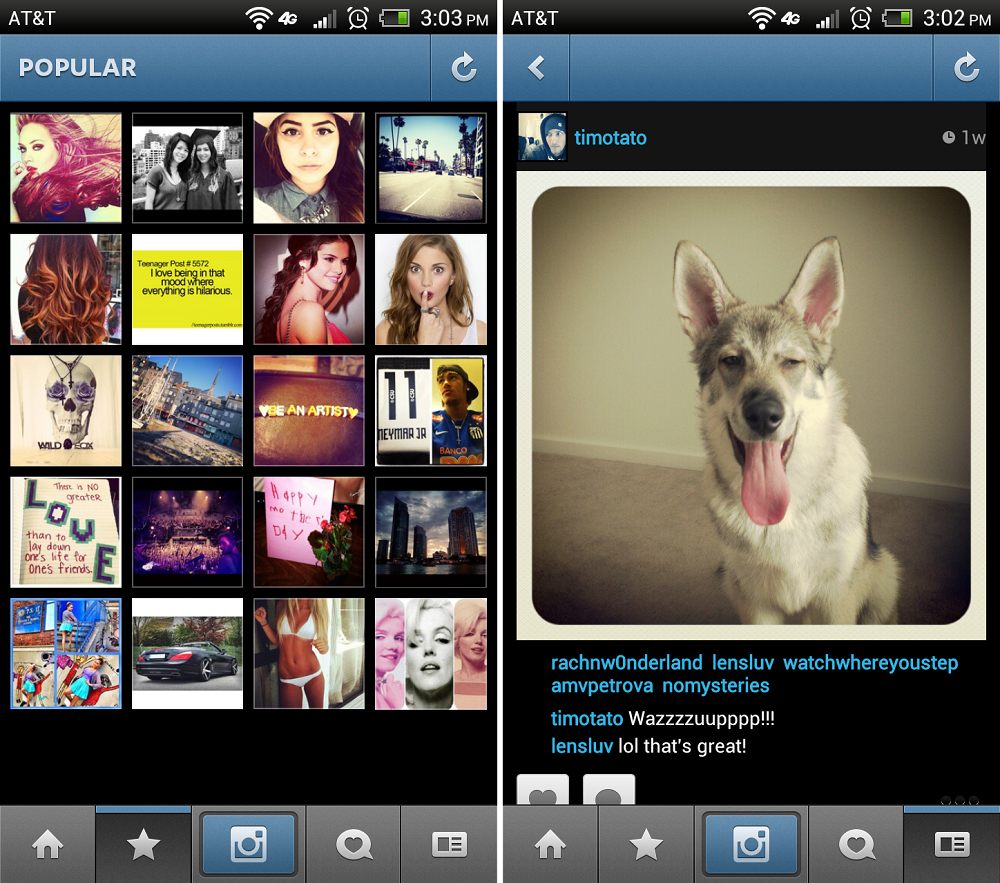 AT&T 4G 3:03 PM
POPULAR
Teenager Post # 5572
I love being in that
mood where
everything is hilarious.
WILD FOX
BE AN ARTIST
11
NEYMAR JR
BANCO
There is NO
greater
LOVE
than to
lay down
one's life for
one's friends.
Happy
mother's
DAY
AT&T 4G 3:02 PM
timotato 1w
rachnw0nderland lensluv watchwhereyoustep
amvpetrova nomysteries
timotato Wazzzzuupppp!!!
lensluv lol that's great!